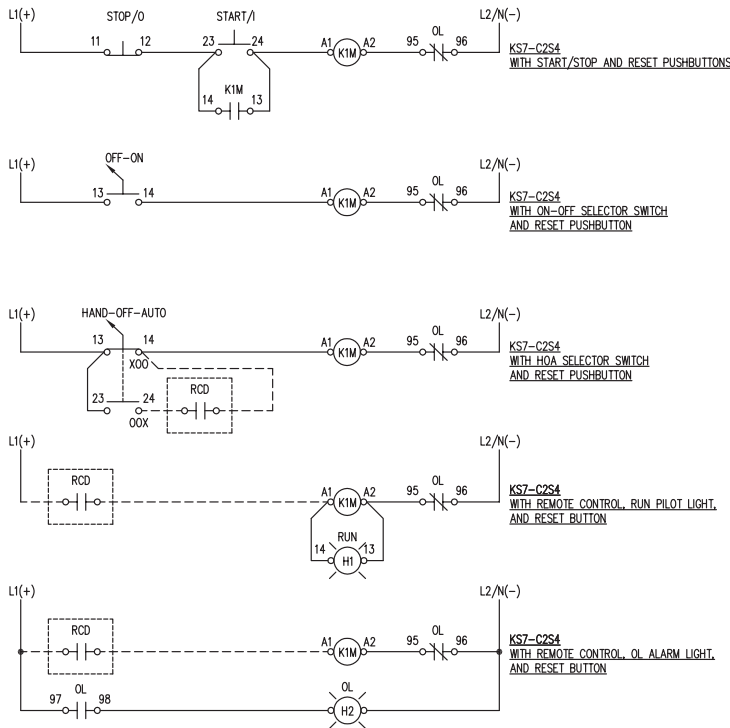 L1(+) STOP/O START/I L2/N(-)
11 12 23 24 A1 K1M A2 95 OL 96
14 K1M 13
KS7-C2S4
WITH START/STOP AND RESET PUSHBUTTONS
L1(+) OFF-ON L2/N(-)
13 14 A1 K1M A2 95 OL 96
KS7-C2S4
WITH ON-OFF SELECTOR SWITCH
AND RESET PUSHBUTTON
L1(+) HAND-OFF-AUTO L2/N(-)
13 14 A1 K1M A2 95 OL 96
XOO
23 24 RCD
OOX
KS7-C2S4
WITH HOA SELECTOR SWITCH
AND RESET PUSHBUTTON
L1(+) L2/N(-)
RCD A1 K1M A2 95 OL 96
RUN
14 H1 13
KS7-C2S4
WITH REMOTE CONTROL, RUN PILOT LIGHT,
AND RESET BUTTON
L1(+) L2/N(-)
RCD A1 K1M A2 95 OL 96
KS7-C2S4
WITH REMOTE CONTROL, OL ALARM LIGHT,
AND RESET BUTTON
97 OL 98 OL
H2